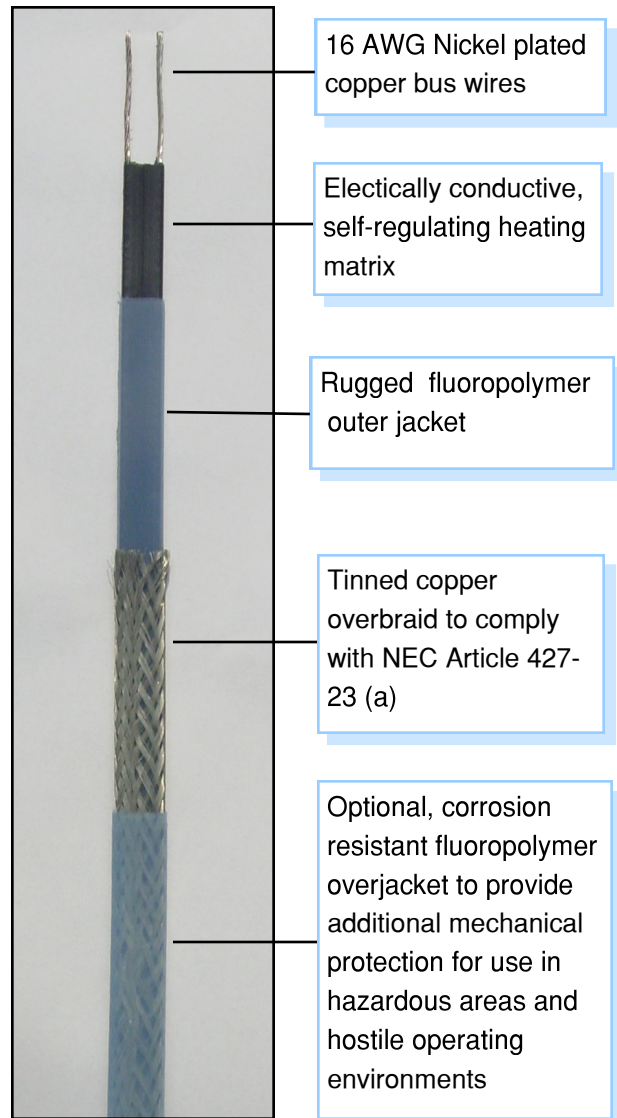 16 AWG Nickel plated
copper bus wires
Electically conductive,
self-regulating heating
matrix
Rugged fluoropolymer
outer jacket
Tinned copper
overbraid to comply
with NEC Article 427-
23 (a)
Optional, corrosion
resistant fluoropolymer
overjacket to provide
additional mechanical
protection for use in
hazardous areas and
hostile operating
environments